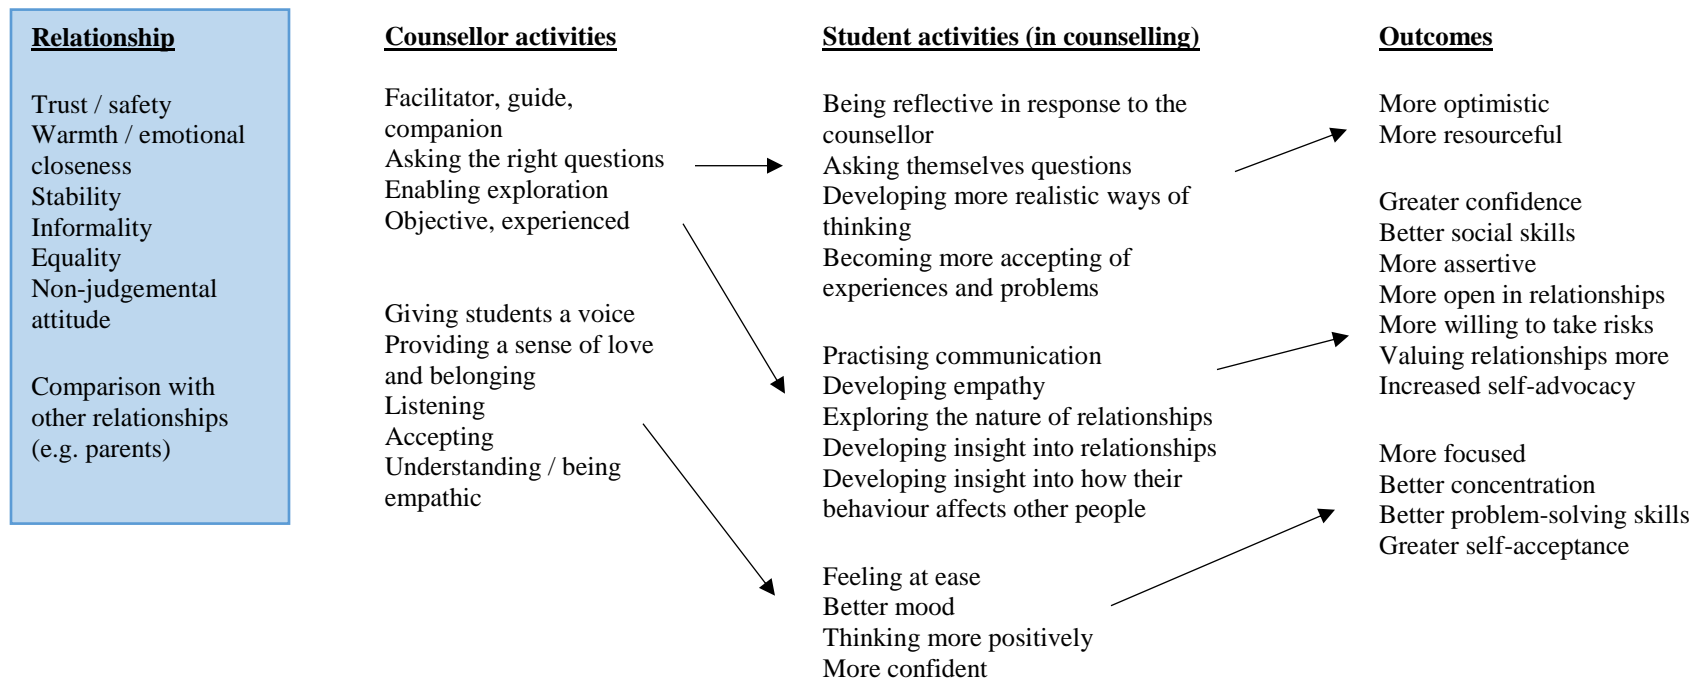 Relationship
Trust / safety
Warmth / emotional
closeness
Stability
Informality
Equality
Non-judgemental
attitude
Comparison with
other relationships
(e.g. parents)
Counsellor activities
Facilitator, guide,
companion
Asking the right questions
Enabling exploration
Objective, experienced
Giving students a voice
Providing a sense of love
and belonging
Listening
Accepting
Understanding / being
empathic
Student activities (in counselling)
Being reflective in response to the
counsellor
Asking themselves questions
Developing more realistic ways of
thinking
Becoming more accepting of
experiences and problems
Practising communication
Developing empathy
Exploring the nature of relationships
Developing insight into relationships
Developing insight into how their
behaviour affects other people
Feeling at ease
Better mood
Thinking more positively
More confident
Outcomes
More optimistic
More resourceful
Greater confidence
Better social skills
More assertive
More open in relationships
More willing to take risks
Valuing relationships more
Increased self-advocacy
More focused
Better concentration
Better problem-solving skills
Greater self-acceptance